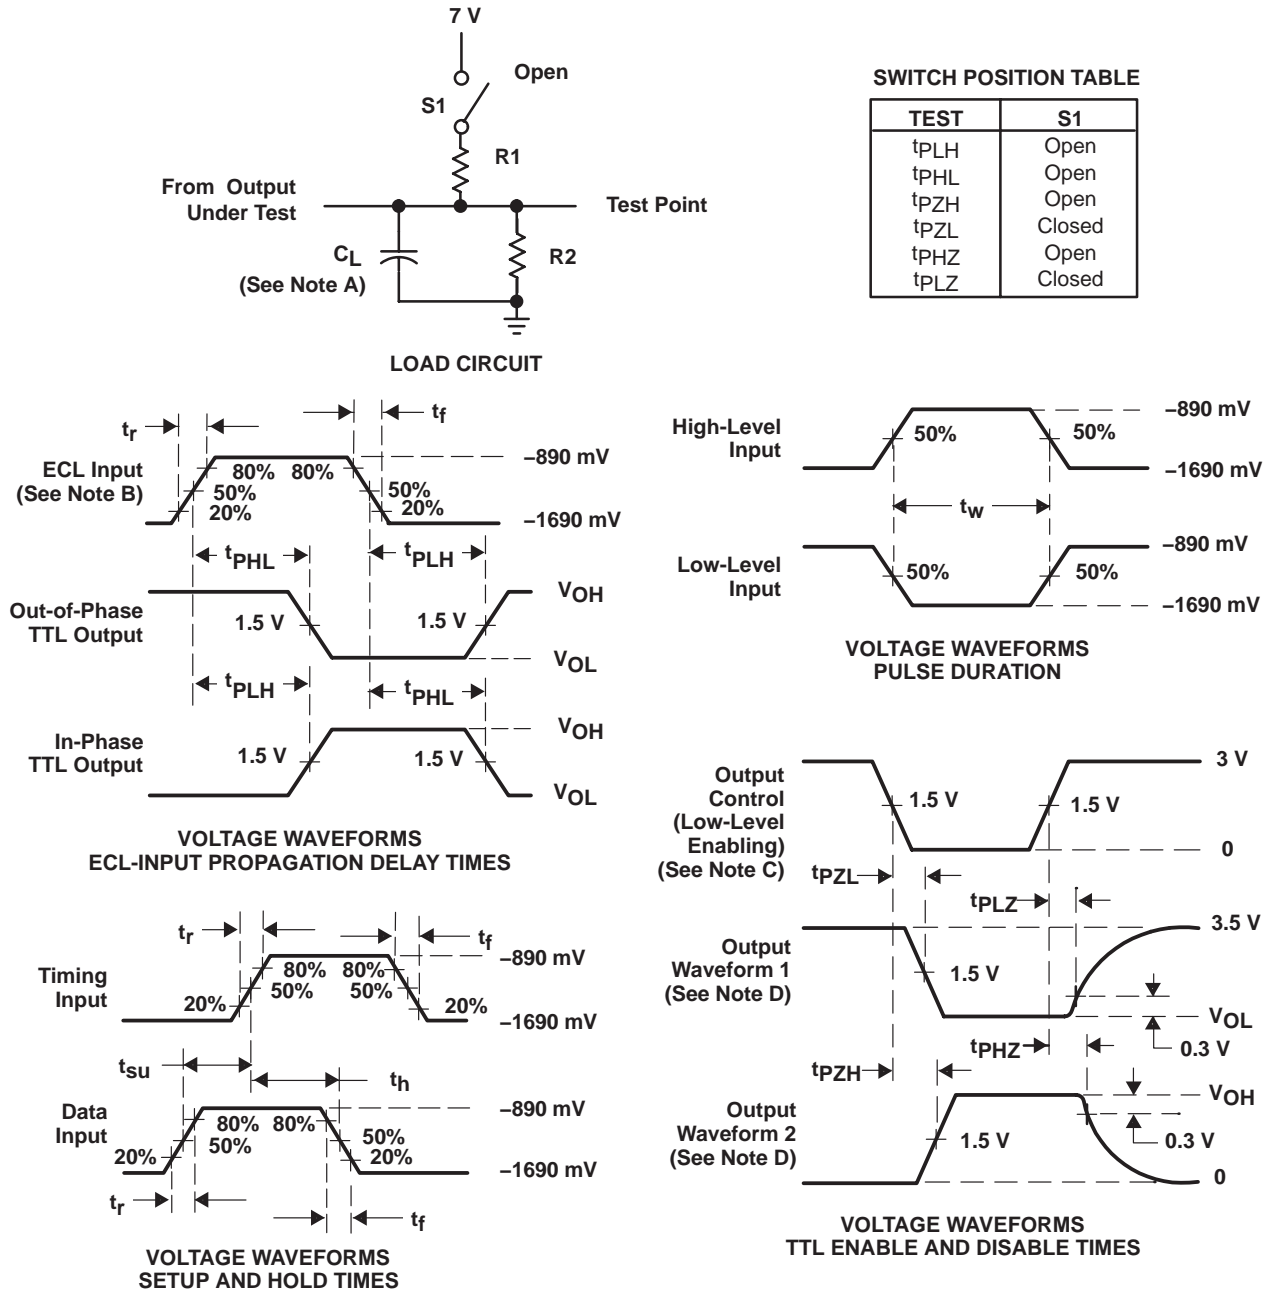 7 V
Open
S1
R1
From Output
Under Test
Test Point
CL
(See Note A)
R2
LOAD CIRCUIT
SWITCH POSITION TABLE
TEST S1
tPLH Open
tPHL Open
tPZH Open
tPZL Closed
tPHZ Open
tPLZ Closed
tr
tf
ECL Input
(See Note B)
80% 80%
50% 50%
20% 20%
–890 mV
–1690 mV
tPHL tPLH
Out-of-Phase
TTL Output
1.5 V 1.5 V
VOH
VOL
tPLH tPHL
In-Phase
TTL Output
1.5 V 1.5 V
VOH
VOL
VOLTAGE WAVEFORMS
ECL-INPUT PROPAGATION DELAY TIMES
High-Level
Input
50% 50%
–890 mV
–1690 mV
tw
Low-Level
Input
50% 50%
–890 mV
–1690 mV
VOLTAGE WAVEFORMS
PULSE DURATION
tr
tf
Timing
Input
80% 80%
50% 50%
20% 20%
–890 mV
–1690 mV
tsu
th
Data
Input
80% 80%
50% 50%
20% 20%
–890 mV
–1690 mV
tr
tf
VOLTAGE WAVEFORMS
SETUP AND HOLD TIMES
Output
Control
(Low-Level
Enabling)
(See Note C)
1.5 V 1.5 V
3 V
0
tPZL
tPLZ
Output
Waveform 1
(See Note D)
1.5 V
3.5 V
VOL
0.3 V
tPHZ
tPZH
Output
Waveform 2
(See Note D)
1.5 V
VOH
0.3 V
0
VOLTAGE WAVEFORMS
TTL ENABLE AND DISABLE TIMES